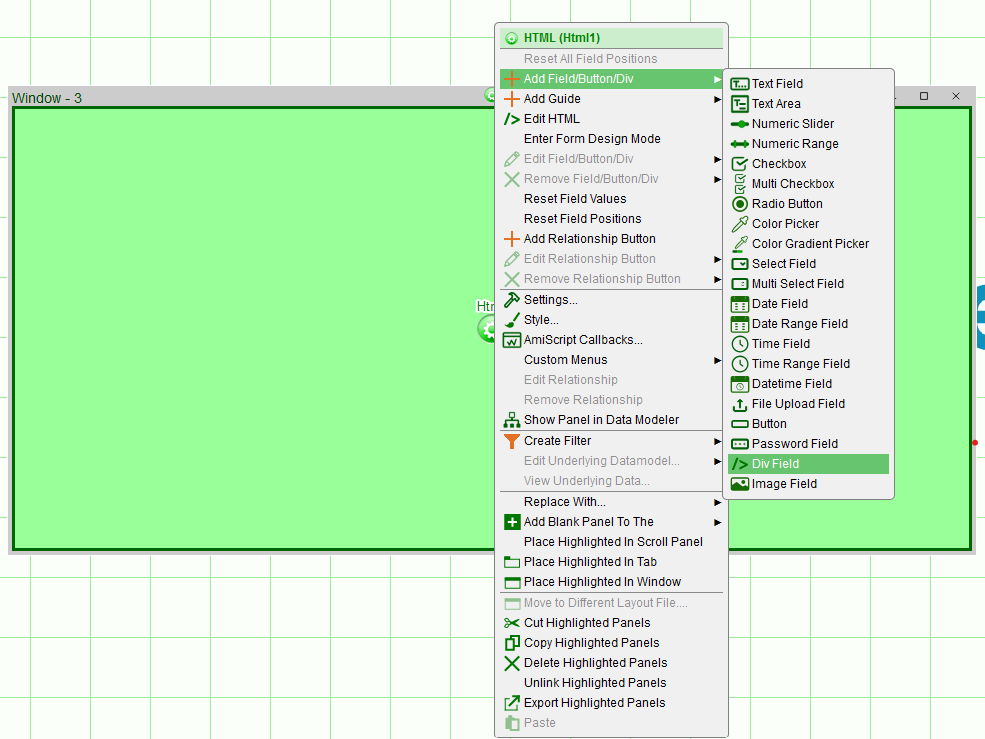 Window - 3
Htm
HTML (Html1)
Reset All Field Positions
Add Field/Button/Div
Add Guide
Edit HTML
Enter Form Design Mode
Edit Field/Button/Div
Remove Field/Button/Div
Reset Field Values
Reset Field Positions
Add Relationship Button
Edit Relationship Button
Remove Relationship Button
Settings...
Style...
AmiScript Callbacks...
Custom Menus
Edit Relationship
Remove Relationship
Show Panel in Data Modeler
Create Filter
Edit Underlying Datamodel...
View Underlying Data...
Replace With...
Add Blank Panel To The
Place Highlighted In Scroll Panel
Place Highlighted In Tab
Place Highlighted In Window
Move to Different Layout File....
Cut Highlighted Panels
Copy Highlighted Panels
Delete Highlighted Panels
Unlink Highlighted Panels
Export Highlighted Panels
Paste
Text Field
Text Area
Numeric Slider
Numeric Range
Checkbox
Multi Checkbox
Radio Button
Color Picker
Color Gradient Picker
Select Field
Multi Select Field
Date Field
Date Range Field
Time Field
Time Range Field
Datetime Field
File Upload Field
Button
Password Field
Div Field
Image Field